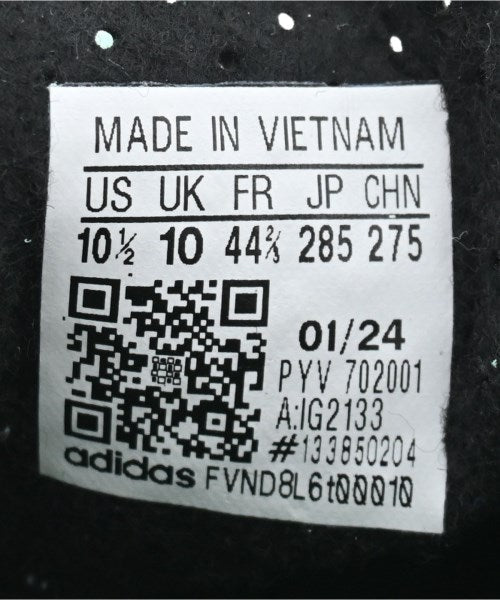 MADE IN VIETNAM
US UK FR JP CHN
10½ 10 44⅔ 285 275
01/24
PYV 702001
A:IG2133
#133850204
adidas FVND8L6t00010